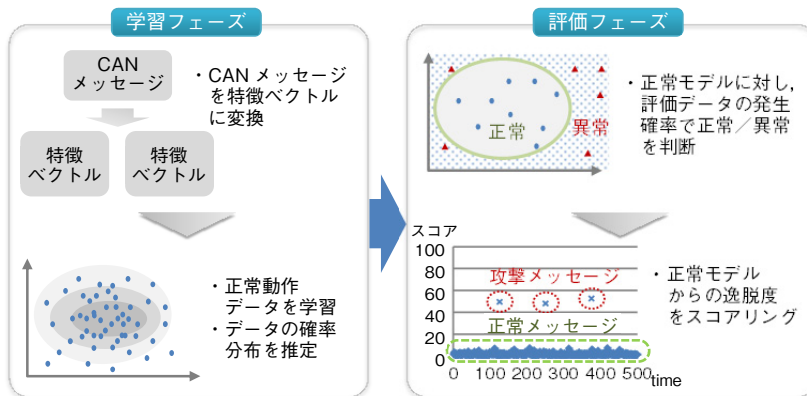 学習フェーズ
CAN
メッセージ
・CAN メッセージ
を特徴ベクトル
に変換
特徴
ベクトル
特徴
ベクトル
・正常動作
データを学習
・データの確率
分布を推定
評価フェーズ
正常
異常
・正常モデルに対し，
評価データの発生
確率で正常／異常
を判断
スコア
100
80
60
40
20
0
攻撃メッセージ
正常メッセージ
0 100 200 300 400 500
time
・正常モデル
からの逸脱度
をスコアリング